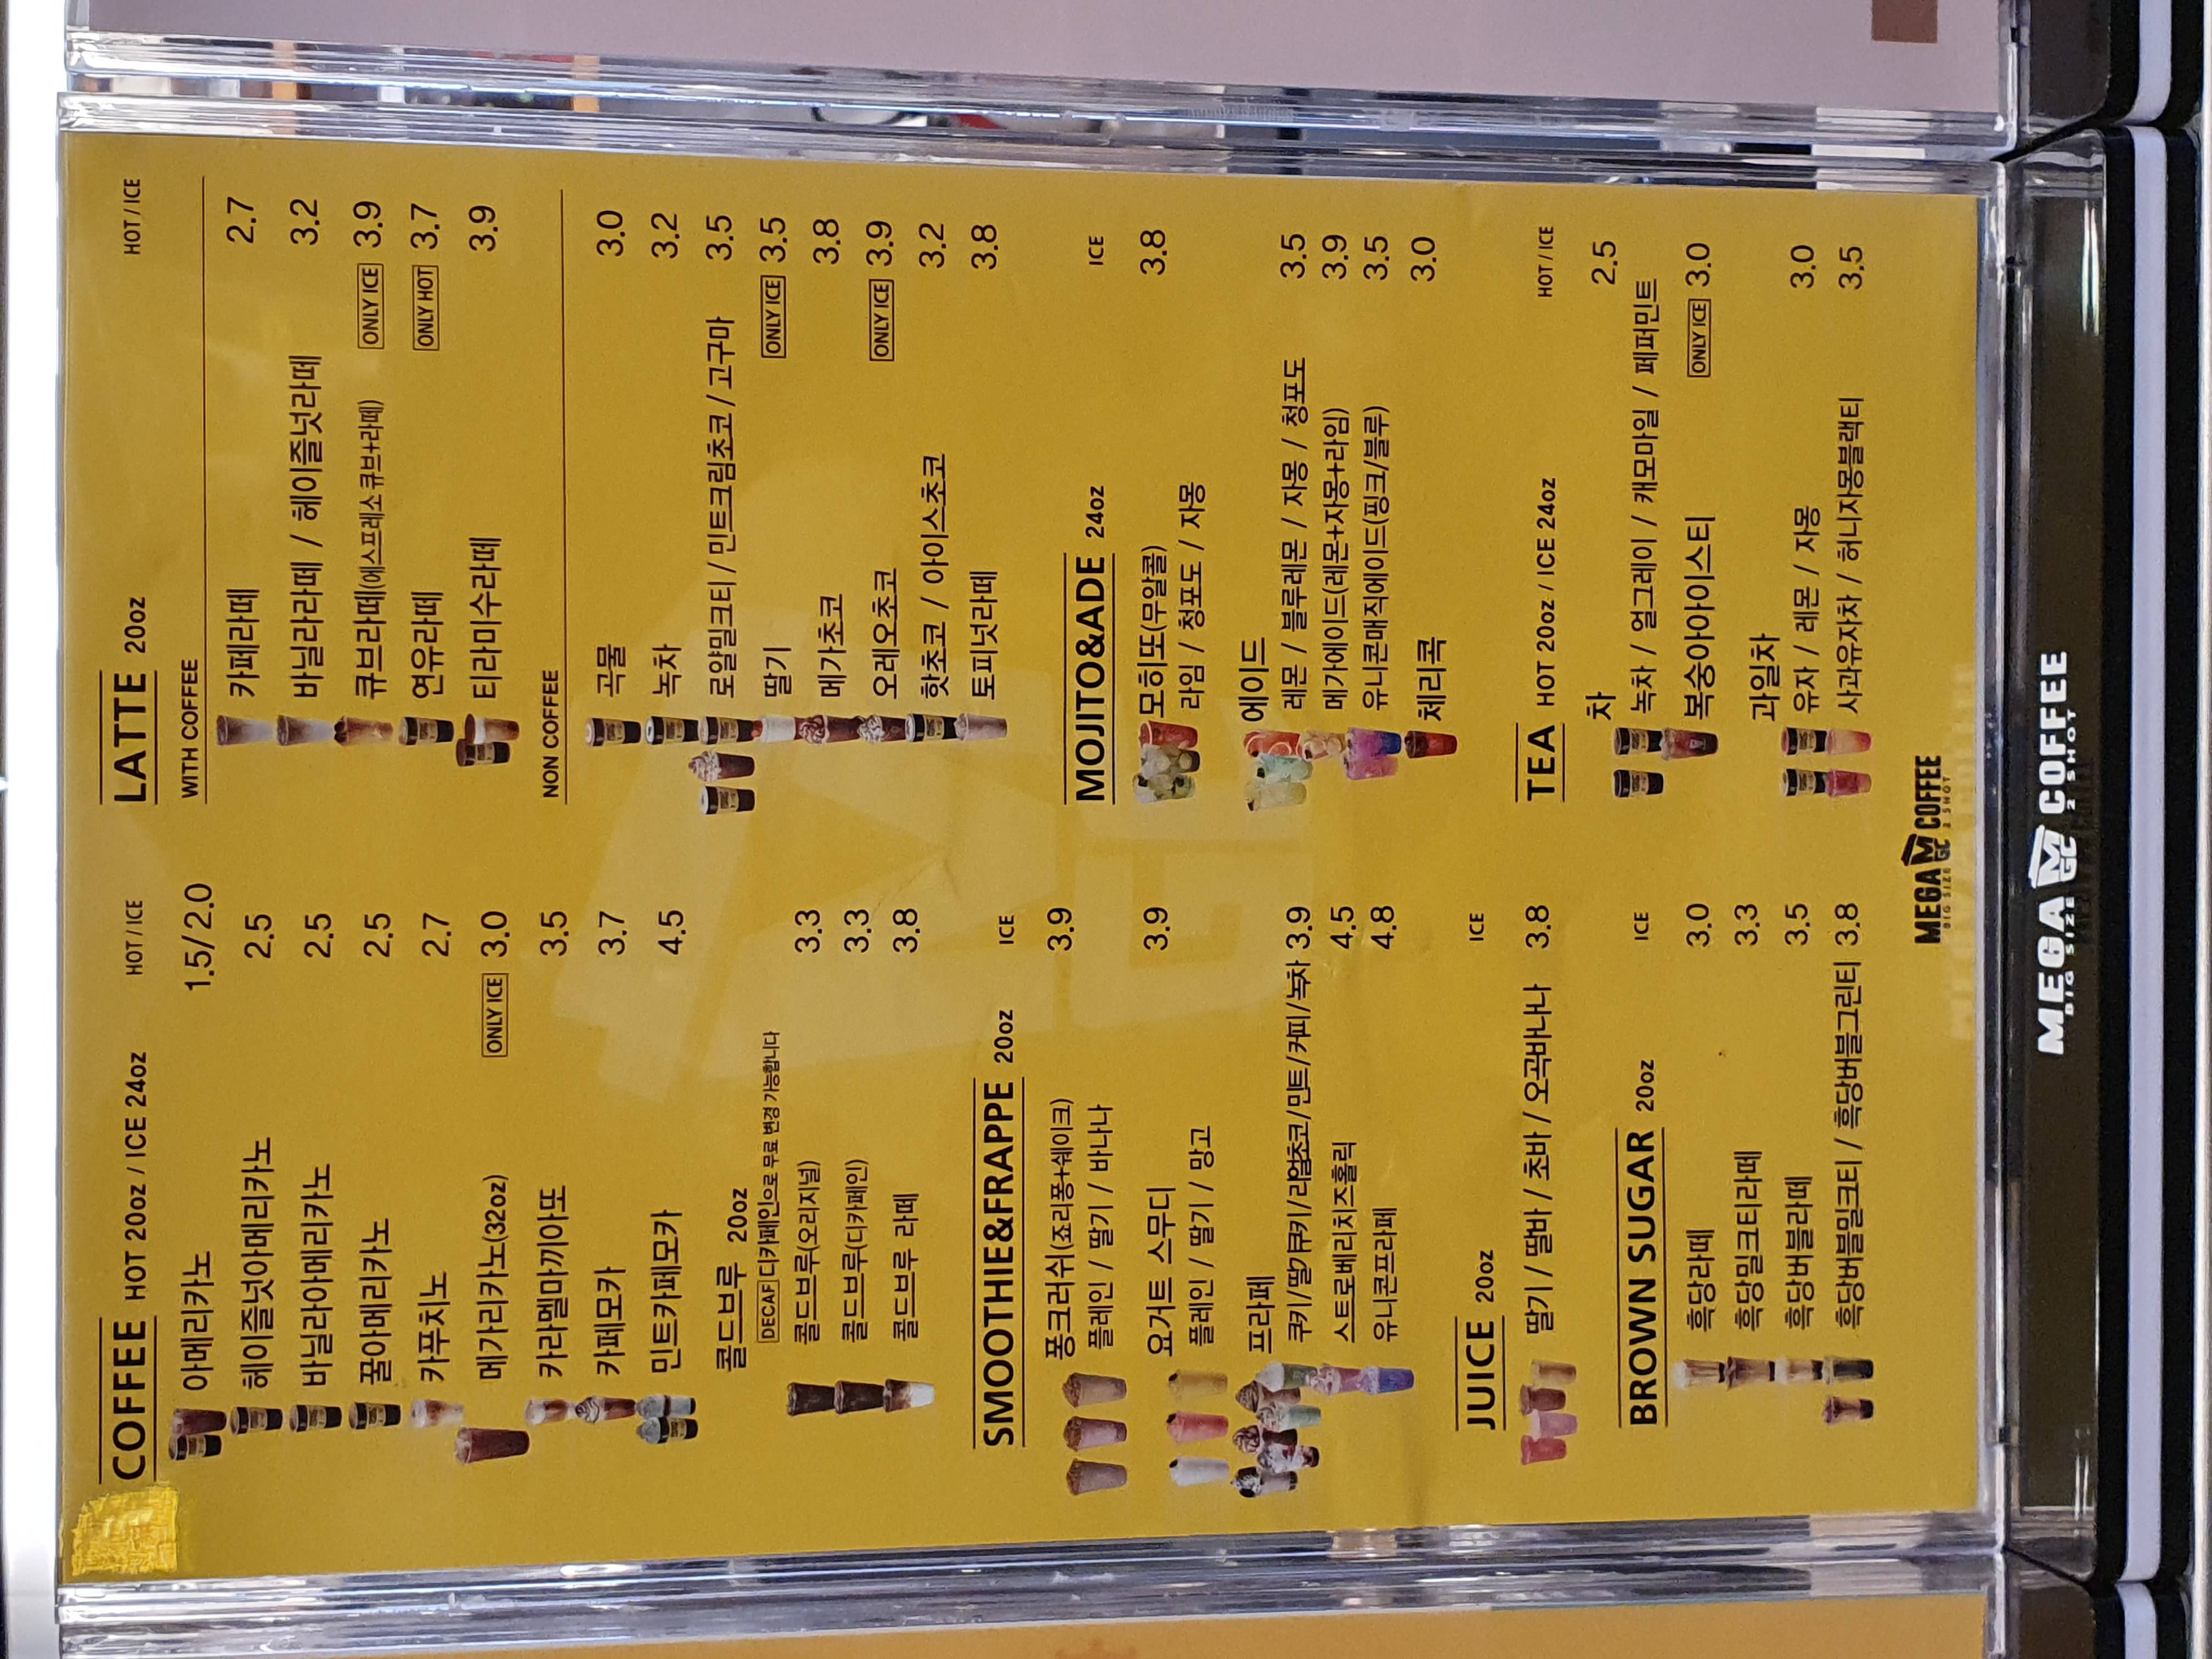 COFFEE HOT 20oz / ICE 24oz HOT / ICE
아메리카노 1.5/2.0
헤이즐넛아메리카노 2.5
바닐라아메리카노 2.5
꿀아메리카노 2.5
카푸치노 2.7
메가리카노(32oz) ONLY ICE 3.0
카라멜마끼아또 3.5
카페모카 3.7
민트카페모카 4.5
콜드브루 20oz
DECAF 디카페인으로 무료 변경 가능합니다
콜드브루(오리지널) 3.3
콜드브루(디카페인) 3.3
콜드브루 라떼 3.8
SMOOTHIE&FRAPPE 20oz ICE
퐁크러쉬(죠리퐁+쉐이크) 3.9
플레인 / 딸기 / 바나나
요거트 스무디 3.9
플레인 / 딸기 / 망고
프라페
쿠키/딸기쿠키/리얼초코/민트/커피/녹차 3.9
스트로베리치즈홀릭 4.5
유니콘프라페 4.8
JUICE 20oz ICE
딸기 / 딸바 / 초바 / 오곡바나나 3.8
BROWN SUGAR 20oz ICE
흑당라떼 3.0
흑당밀크티라떼 3.3
흑당버블라떼 3.5
흑당버블밀크티 / 흑당버블그린티 3.8
LATTE 20oz HOT / ICE
WITH COFFEE
카페라떼 2.7
바닐라라떼 / 헤이즐넛라떼 3.2
큐브라떼(에스프레소큐브+라떼) ONLY ICE 3.9
연유라떼 ONLY HOT 3.7
티라미수라떼 3.9
NON COFFEE
곡물 3.0
녹차 3.2
로얄밀크티 / 민트크림초코 / 고구마 3.5
딸기 ONLY ICE 3.5
메가초코 3.8
오레오초코 ONLY ICE 3.9
핫초코 / 아이스초코 3.2
토피넛라떼 3.8
MOJITO&ADE 24oz ICE
모히또(무알콜) 3.8
라임 / 청포도 / 자몽
에이드
레몬 / 블루레몬 / 자몽 / 청포도 3.5
메가에이드(레몬+자몽+라임) 3.9
유니콘매직에이드(핑크/블루) 3.5
체리콕 3.0
TEA HOT 20oz / ICE 24oz HOT / ICE
차 2.5
녹차 / 얼그레이 / 캐모마일 / 페퍼민트
복숭아아이스티 ONLY ICE 3.0
과일차
유자 / 레몬 / 자몽 3.0
사과유자차 / 허니자몽블랙티 3.5
MEGA MGC COFFEE
BIG SIZE 2 SHOT
MEGA MGC COFFEE
BIG SIZE 2 SHOT